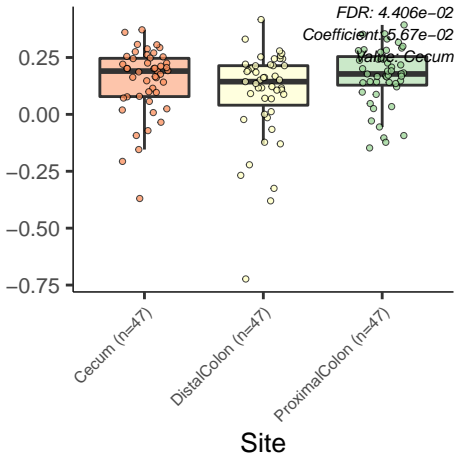 FDR: 4.406e−02
Coefficient: 5.67e−02
Value: Cecum
0.25
0.00
−0.25
−0.50
−0.75
Cecum (n=47)
DistalColon (n=47)
ProximalColon (n=47)
Site